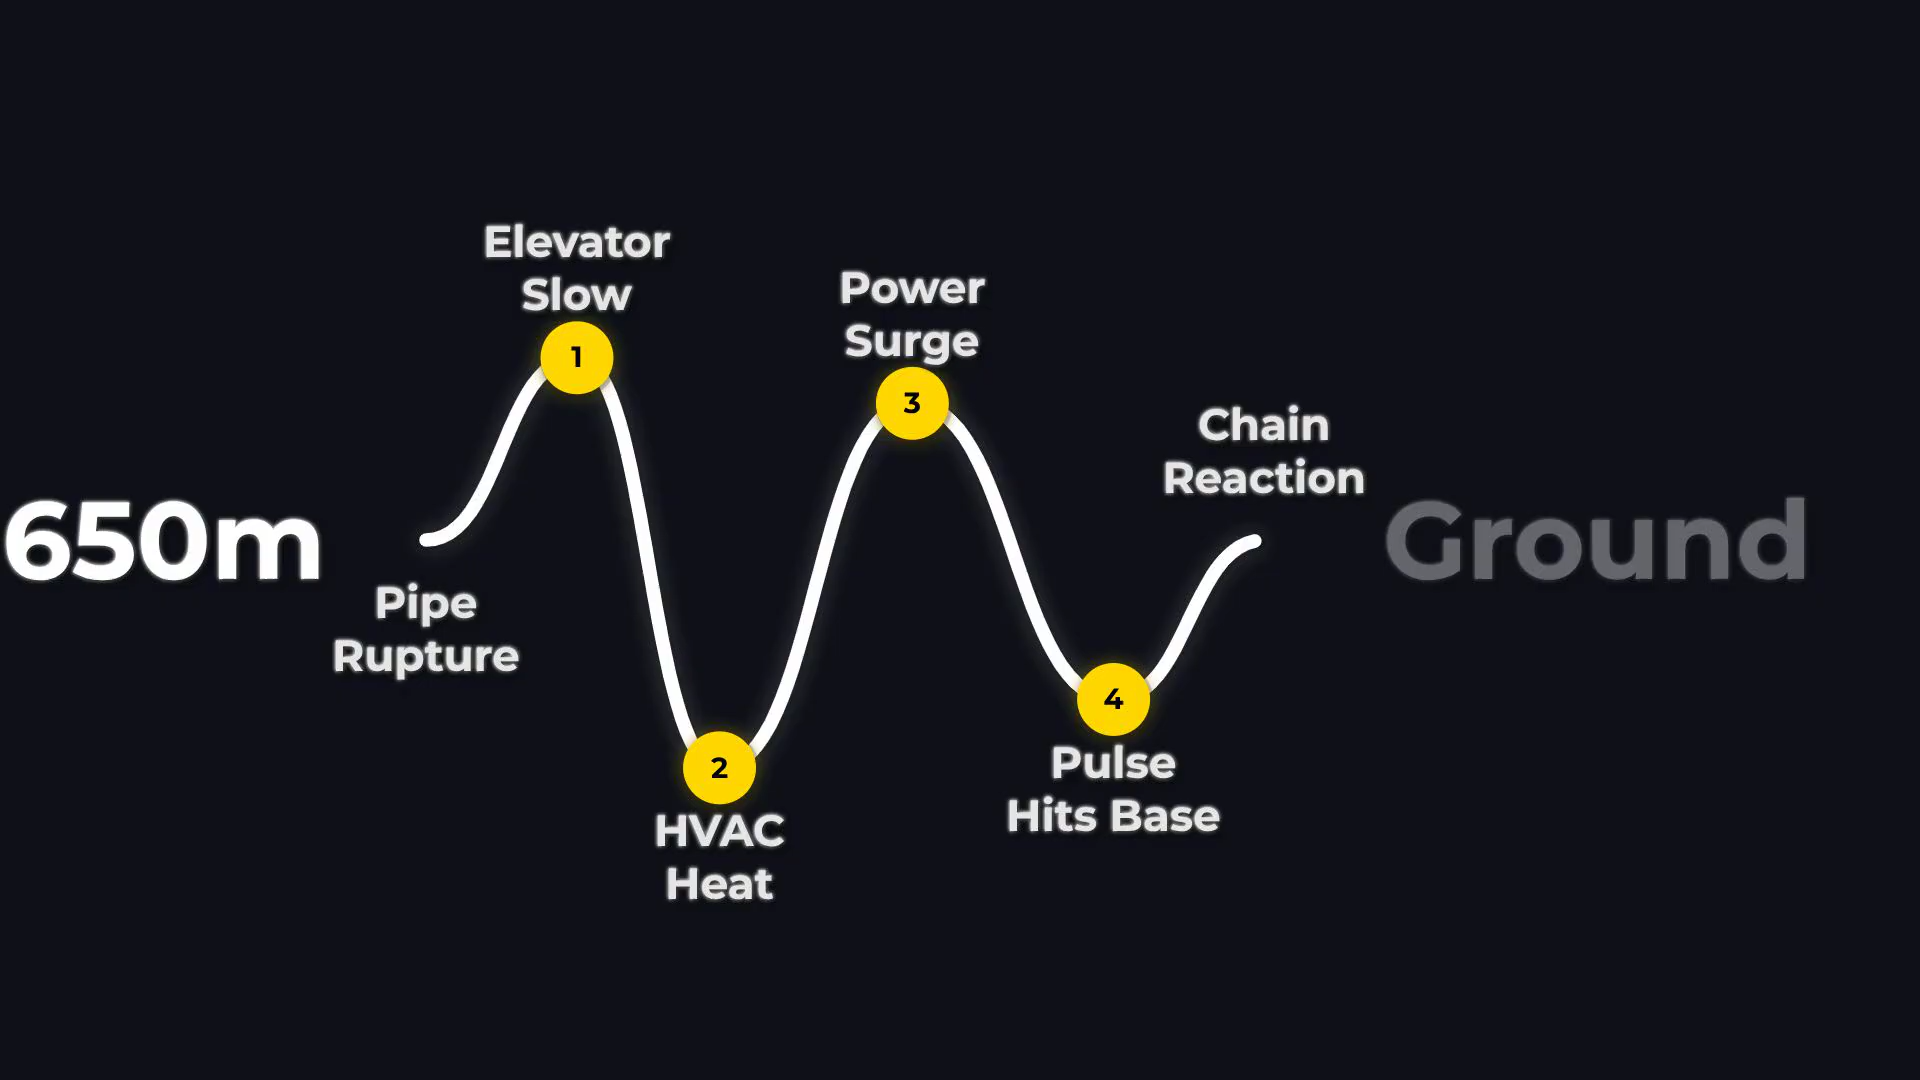 650m
Pipe
Rupture
Elevator
Slow
1
2
HVAC
Heat
Power
Surge
3
4
Pulse
Hits Base
Chain
Reaction
Ground